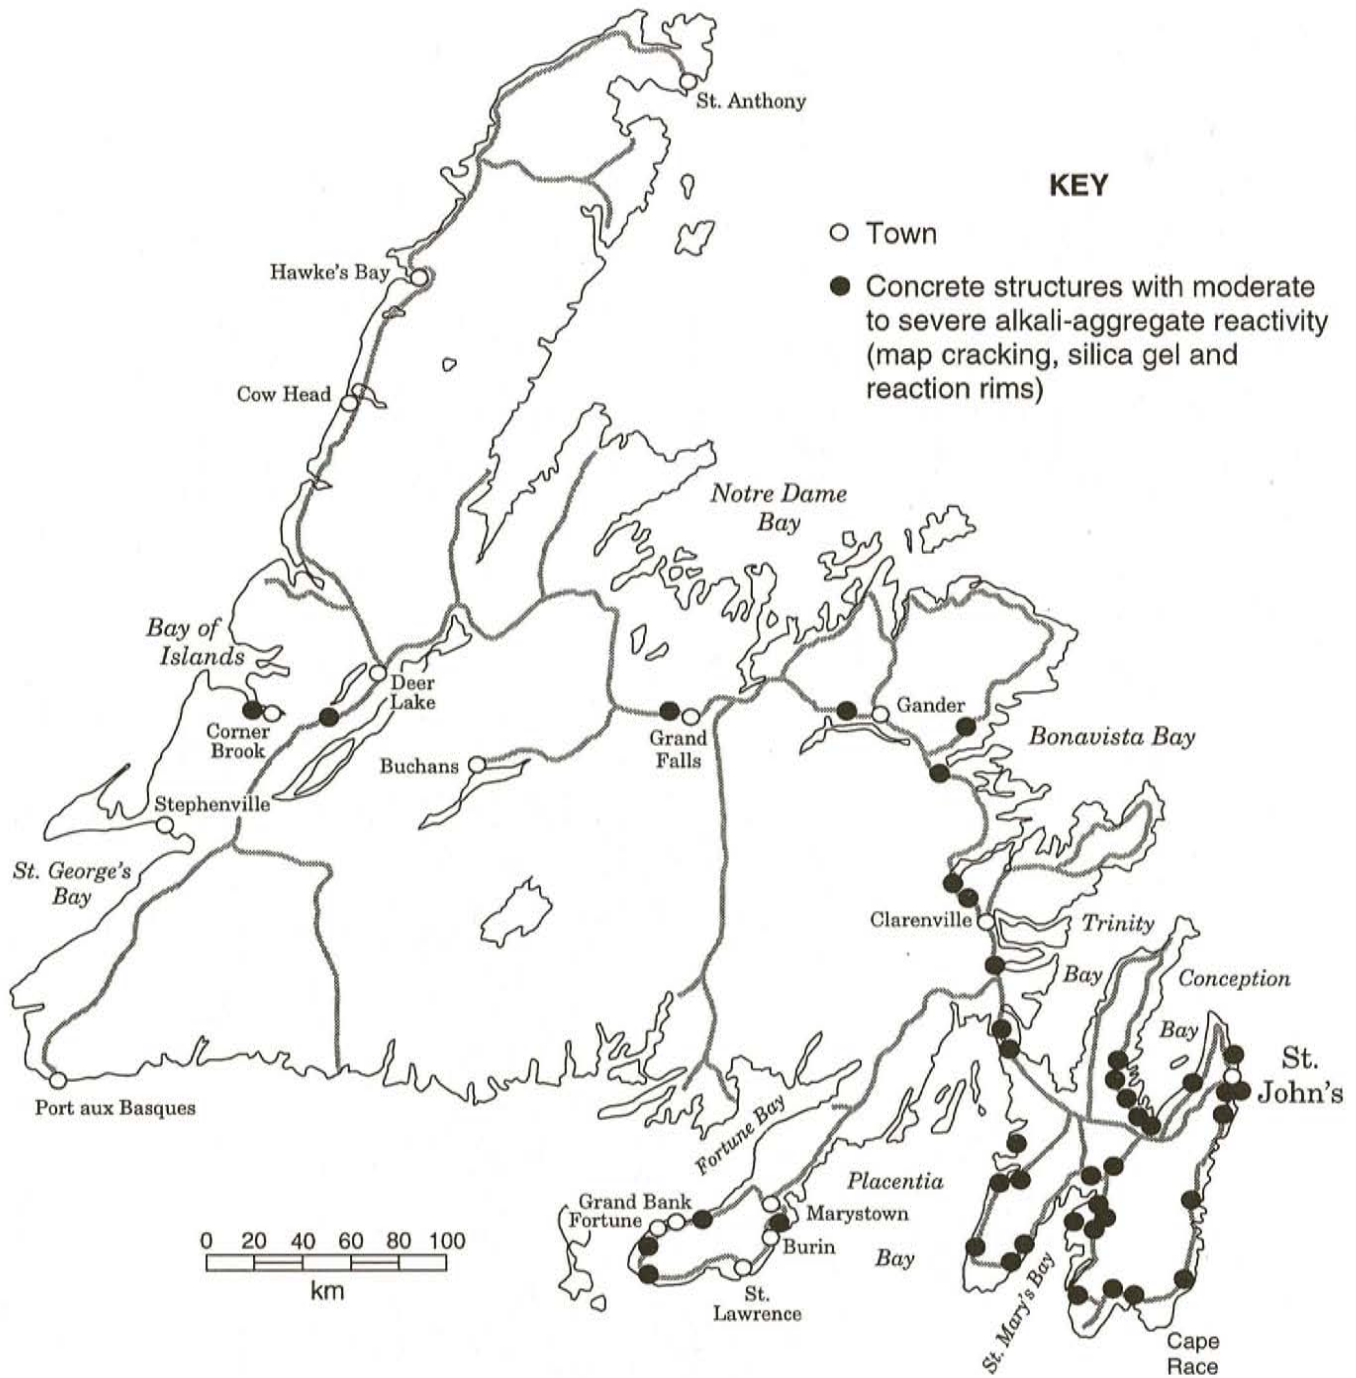 St. Anthony
KEY
Town
Concrete structures with moderate
to severe alkali-aggregate reactivity
(map cracking, silica gel and
reaction rims)
Hawke's Bay
Cow Head
Notre Dame
Bay
Bay of
Islands
Deer
Lake
Corner
Brook
Gander
Grand
Falls
Buchans
Bonavista Bay
Stephenville
St. George's
Bay
Clarenville
Trinity
Bay
Conception
Bay
St.
John's
Port aux Basques
Fortune Bay
Placentia
Bay
Grand Bank
Fortune
Marystown
Burin
St.
Lawrence
St. Mary's Bay
Cape
Race
0 20 40 60 80 100
km